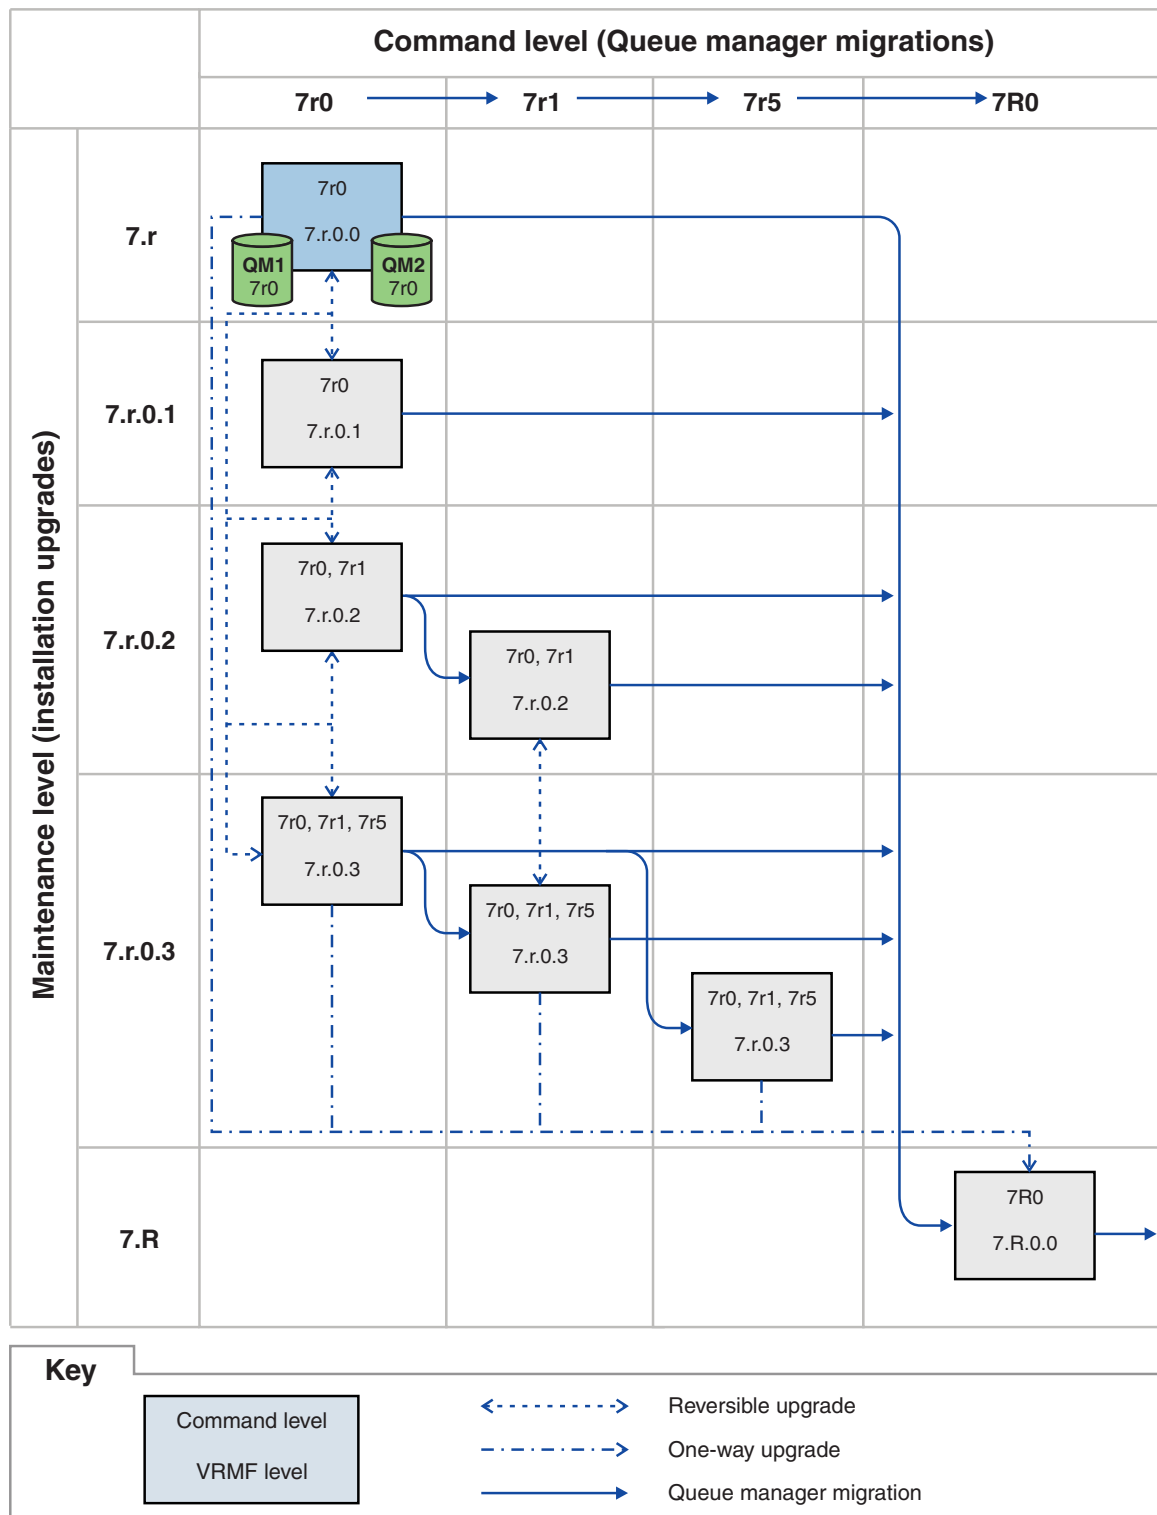 Command level (Queue manager migrations)
7r0
7r1
7r5
7R0
Maintenance level (installation upgrades)
7.r
7r0
7.r.0.0
QM1
7r0
QM2
7r0
7.r.0.1
7r0
7.r.0.1
7.r.0.2
7r0, 7r1
7.r.0.2
7r0, 7r1
7.r.0.2
7.r.0.3
7r0, 7r1, 7r5
7.r.0.3
7r0, 7r1, 7r5
7.r.0.3
7r0, 7r1, 7r5
7.r.0.3
7.R
7R0
7.R.0.0
Key
Command level
VRMF level
Reversible upgrade
One-way upgrade
Queue manager migration